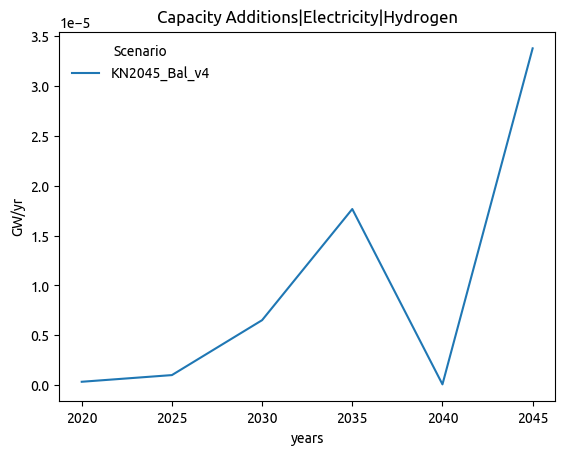 Capacity Additions|Electricity|Hydrogen
1e−5
3.5
3.0
2.5
2.0
1.5
1.0
0.5
0.0
GW/yr
Scenario
KN2045_Bal_v4
2020 2025 2030 2035 2040 2045
years